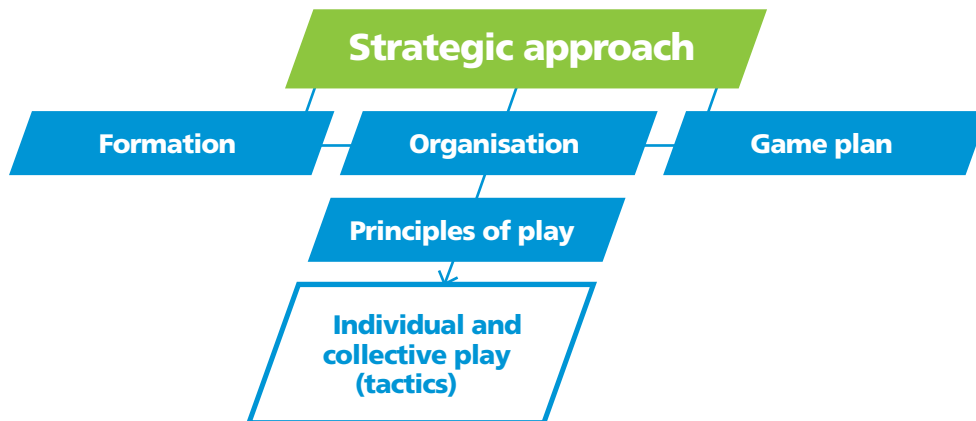 Strategic approach
Formation
Organisation
Game plan
Principles of play
Individual and
collective play
(tactics)